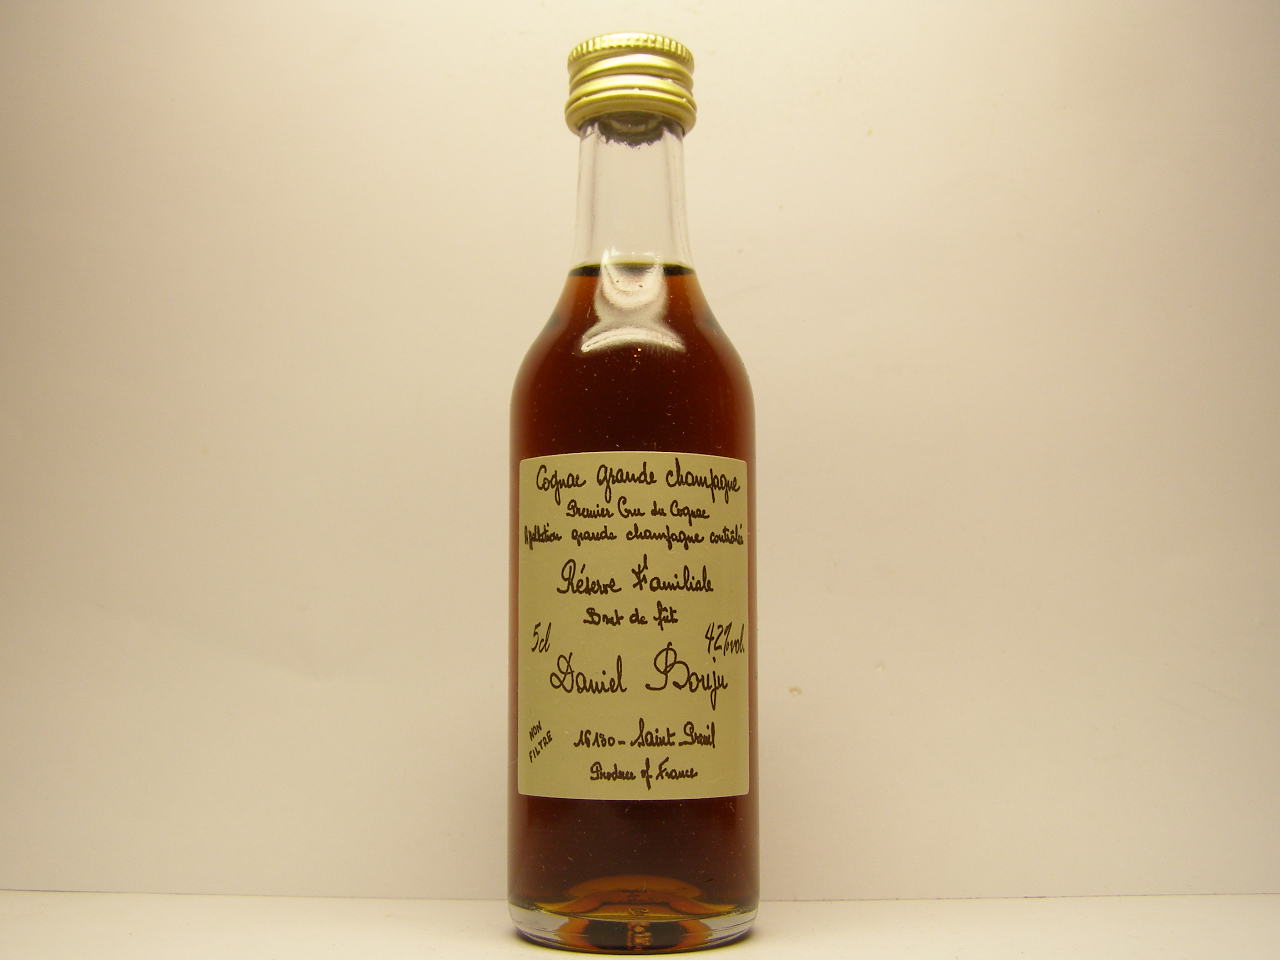 Cognac grande champagne
Premier Cru du Cognac
Appellation grande champagne contrôlée
Réserve Familiale
Brut de fût
5cl 42%vol.
Daniel Bouju
NON
FILTRE
16130 - Saint Preuil
Produce of France